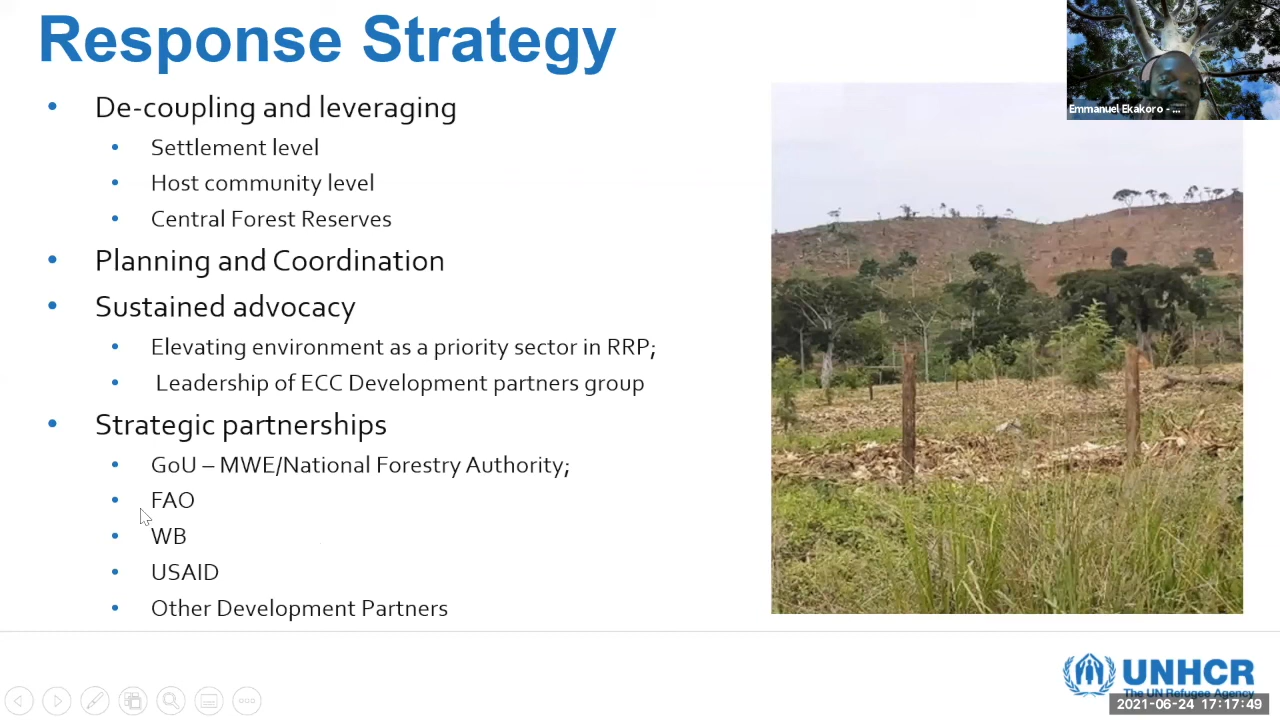 Response Strategy
De-coupling and leveraging
Settlement level
Host community level
Central Forest Reserves
Planning and Coordination
Sustained advocacy
Elevating environment as a priority sector in RRP;
Leadership of ECC Development partners group
Strategic partnerships
GoU – MWE/National Forestry Authority;
FAO
WB
USAID
Other Development Partners
Emmanuel Ekakoro - ...
UNHCR
The UN Refugee Agency
2021-06-24 17:17:49